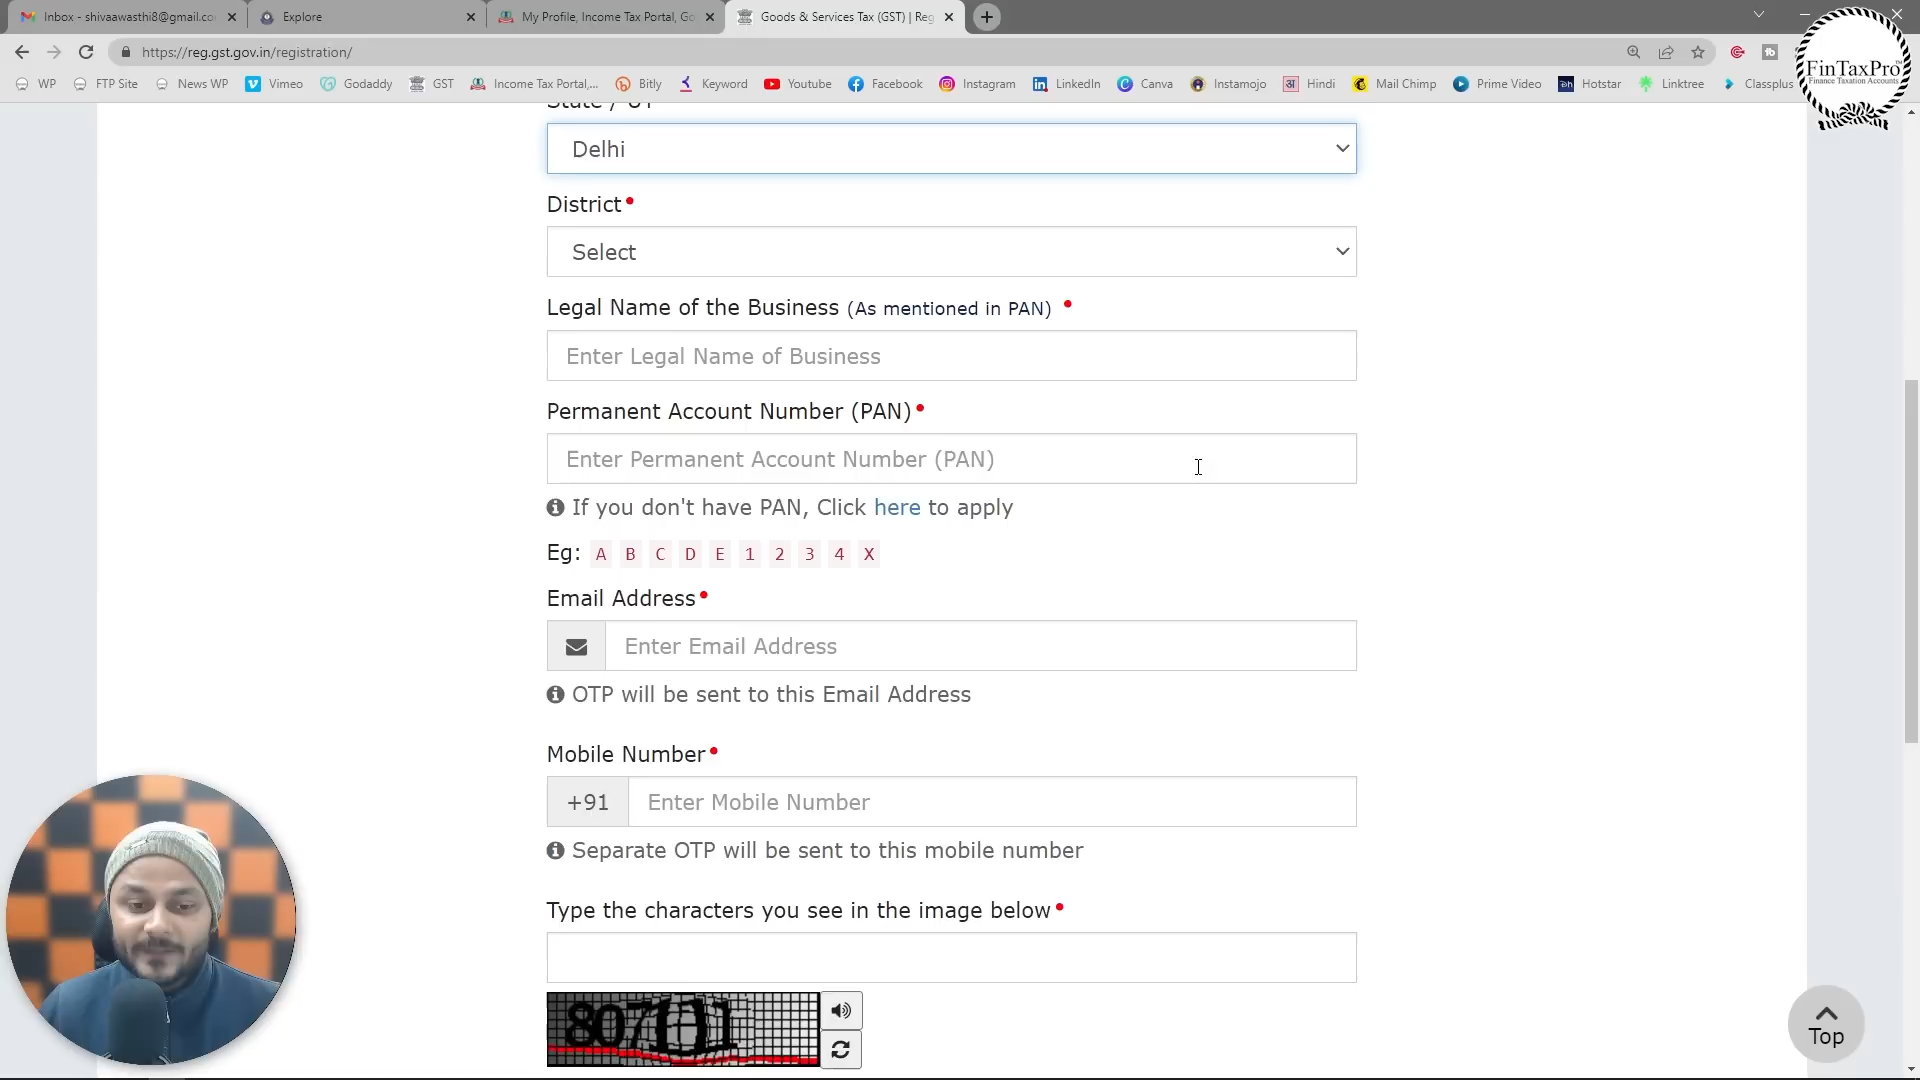 Inbox - shivaawasthi8@gmail.co
Explore
My Profile, Income Tax Portal, Go
Goods & Services Tax (GST) | Reg
https://reg.gst.gov.in/registration/
WP
FTP Site
News WP
Vimeo
Godaddy
GST
Income Tax Portal,...
Bitly
Keyword
Youtube
Facebook
Instagram
LinkedIn
Canva
Instamojo
Hindi
Mail Chimp
Prime Video
Hotstar
Linktree
Classplus
FinTaxPro
Finance Taxation Accounts
State / UT
Delhi
District
Select
Legal Name of the Business (As mentioned in PAN)
Enter Legal Name of Business
Permanent Account Number (PAN)
Enter Permanent Account Number (PAN)
If you don't have PAN, Click here to apply
Eg: A B C D E 1 2 3 4 X
Email Address
Enter Email Address
OTP will be sent to this Email Address
Mobile Number
+91 Enter Mobile Number
Separate OTP will be sent to this mobile number
Type the characters you see in the image below
Top